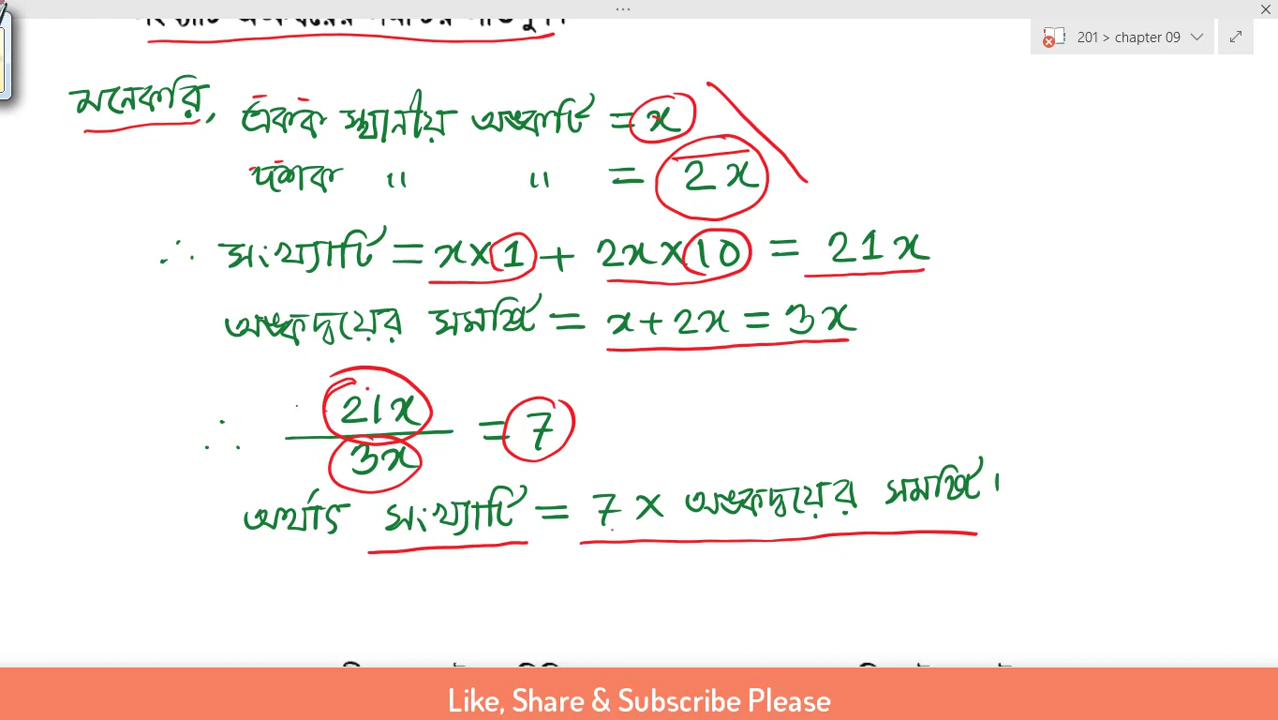 201 > chapter 09
মনেকরি, একক স্থানীয় অঙ্কটি = x
দশক " " = 2x
∴ সংখ্যাটি = x×1 + 2x×10 = 21x
অঙ্কদ্বয়ের সমষ্টি = x+2x = 3x
∴ 21x / 3x = 7
অর্থাৎ সংখ্যাটি = 7 x অঙ্কদ্বয়ের সমষ্টি।
Like, Share & Subscribe Please